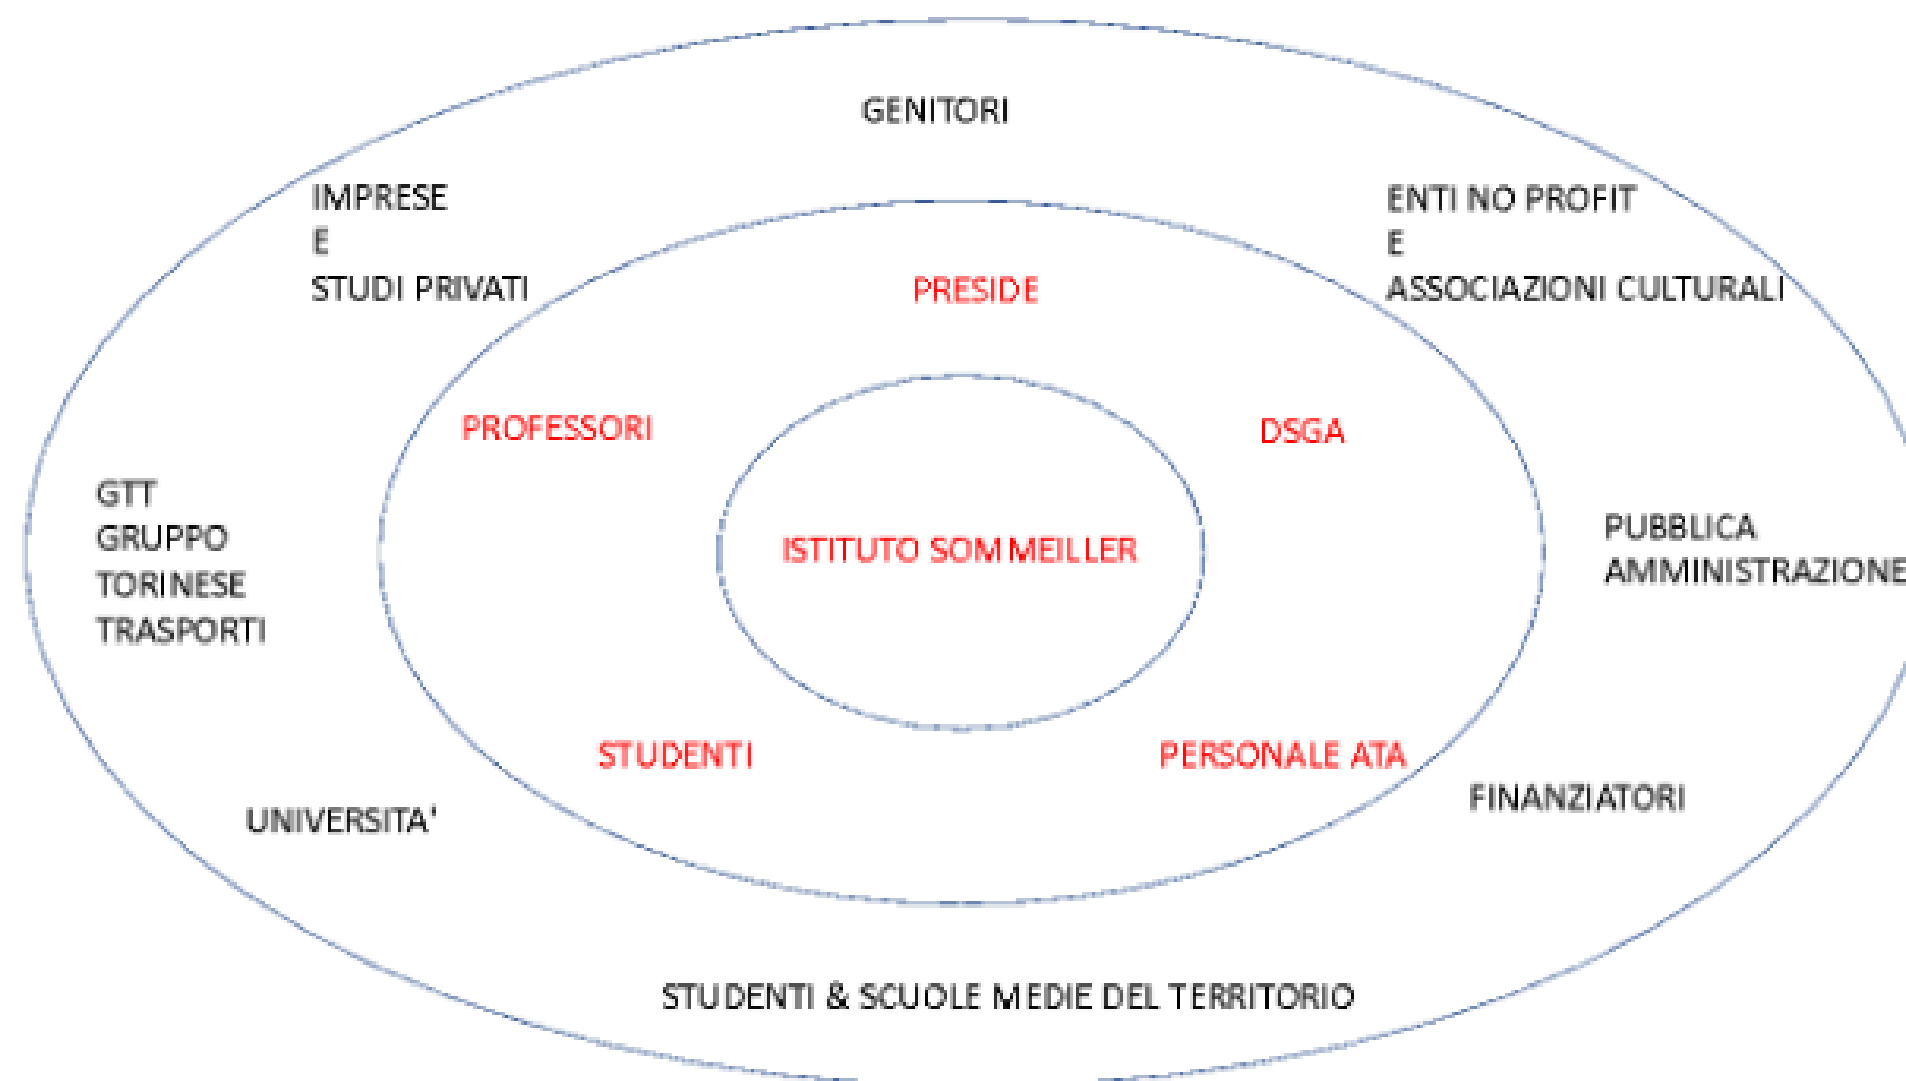 GENITORI
IMPRESE
E
STUDI PRIVATI
ENTI NO PROFIT
E
ASSOCIAZIONI CULTURALI
PRESIDE
PROFESSORI
DSGA
GTT
GRUPPO
TORINESE
TRASPORTI
ISTITUTO SOMMEILLER
PUBBLICA
AMMINISTRAZIONE
STUDENTI
PERSONALE ATA
UNIVERSITA'
FINANZIATORI
STUDENTI & SCUOLE MEDIE DEL TERRITORIO